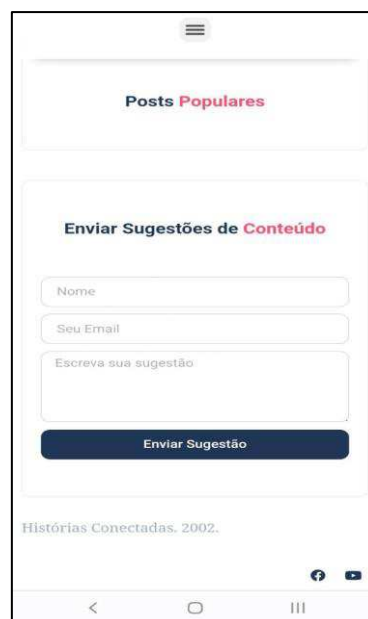 Posts Populares
Enviar Sugestões de Conteúdo
Nome
Seu Email
Escreva sua sugestão
Enviar Sugestão
Histórias Conectadas. 2002.